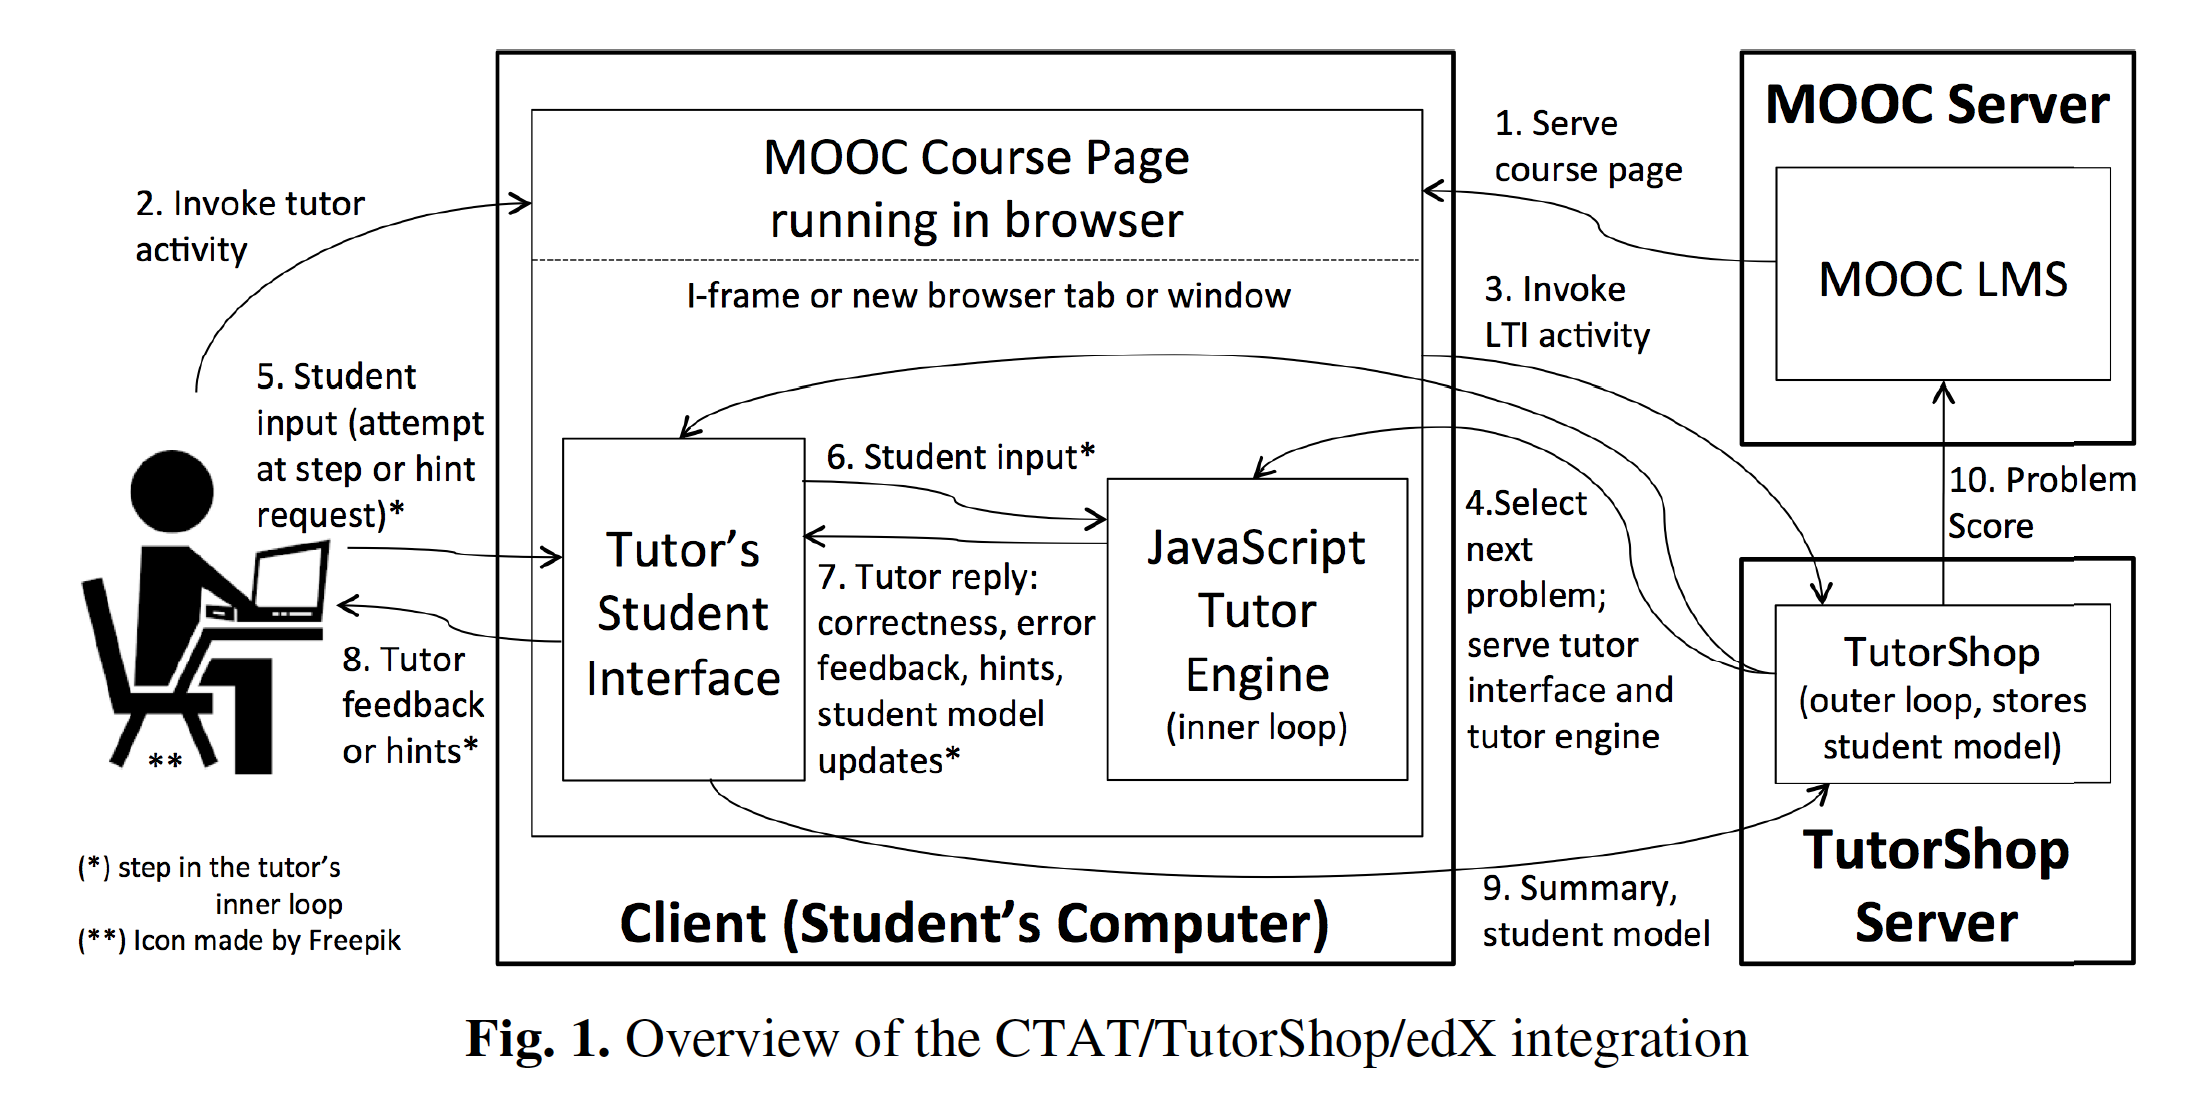 MOOC Server
1. Serve
course page
MOOC Course Page
running in browser
2. Invoke tutor
activity
MOOC LMS
I-frame or new browser tab or window
3. Invoke
LTI activity
5. Student
input (attempt
at step or hint
request)*
6. Student input*
4.Select
next
problem;
serve tutor
interface and
tutor engine
10. Problem
Score
Tutor's
Student
Interface
JavaScript
Tutor
Engine
(inner loop)
7. Tutor reply:
correctness, error
feedback, hints,
student model
updates*
8. Tutor
feedback
or hints*
**
TutorShop
(outer loop, stores
student model)
TutorShop
Server
9. Summary,
student model
Client (Student's Computer)
(*) step in the tutor's
inner loop
(**) Icon made by Freepik
Fig. 1. Overview of the CTAT/TutorShop/edX integration